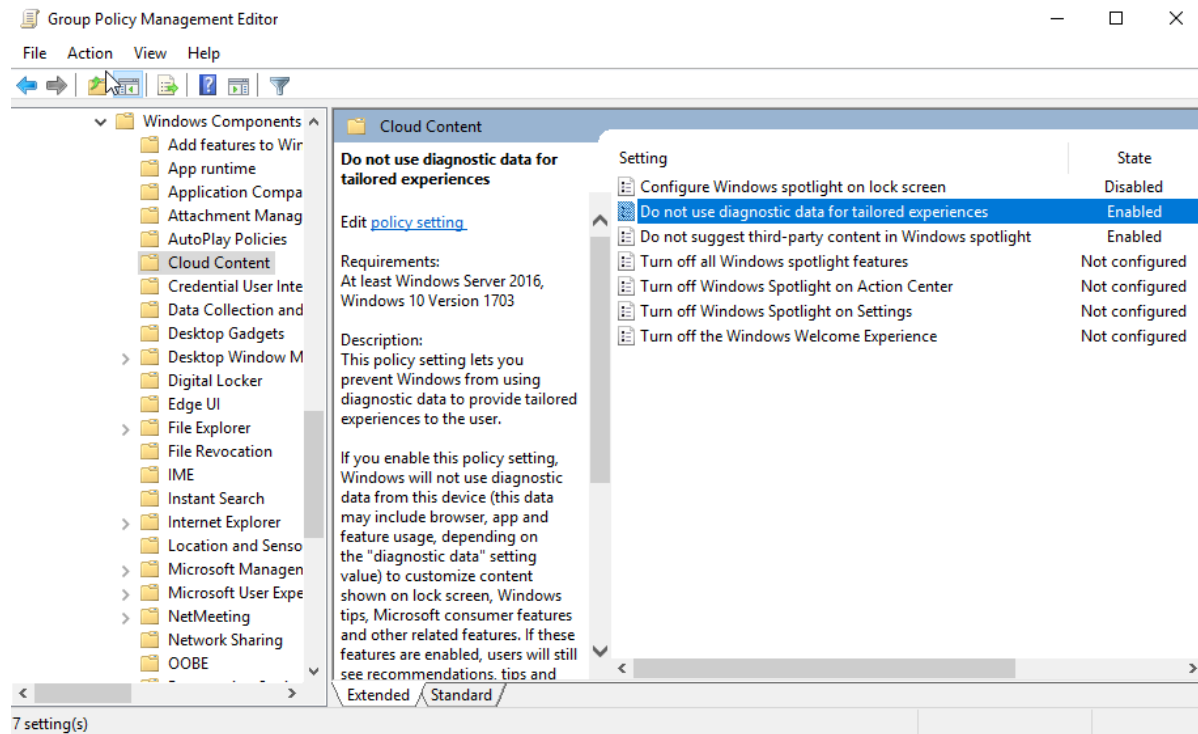 Group Policy Management Editor
File Action View Help
Windows Components
Add features to Wir
App runtime
Application Compa
Attachment Manag
AutoPlay Policies
Cloud Content
Credential User Inte
Data Collection and
Desktop Gadgets
Desktop Window M
Digital Locker
Edge UI
File Explorer
File Revocation
IME
Instant Search
Internet Explorer
Location and Senso
Microsoft Managen
Microsoft User Expe
NetMeeting
Network Sharing
OOBE
Cloud Content
Do not use diagnostic data for
tailored experiences
Edit policy setting
Requirements:
At least Windows Server 2016,
Windows 10 Version 1703
Description:
This policy setting lets you
prevent Windows from using
diagnostic data to provide tailored
experiences to the user.
If you enable this policy setting,
Windows will not use diagnostic
data from this device (this data
may include browser, app and
feature usage, depending on
the "diagnostic data" setting
value) to customize content
shown on lock screen, Windows
tips, Microsoft consumer features
and other related features. If these
features are enabled, users will still
see recommendations, tips and
Setting State
Configure Windows spotlight on lock screen Disabled
Do not use diagnostic data for tailored experiences Enabled
Do not suggest third-party content in Windows spotlight Enabled
Turn off all Windows spotlight features Not configured
Turn off Windows Spotlight on Action Center Not configured
Turn off Windows Spotlight on Settings Not configured
Turn off the Windows Welcome Experience Not configured
Extended Standard
7 setting(s)